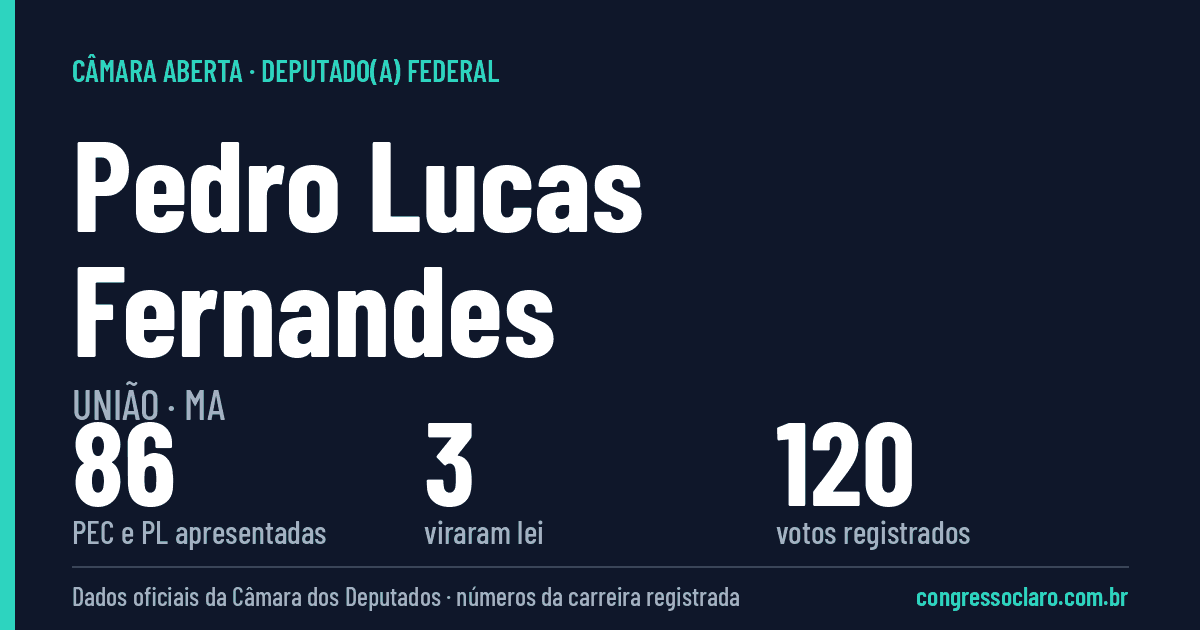 CÂMARA ABERTA · DEPUTADO(A) FEDERAL
Pedro Lucas
Fernandes
UNIÃO · MA
86 3 120
PEC e PL apresentadas viraram lei votos registrados
Dados oficiais da Câmara dos Deputados · números da carreira registrada congressoclaro.com.br